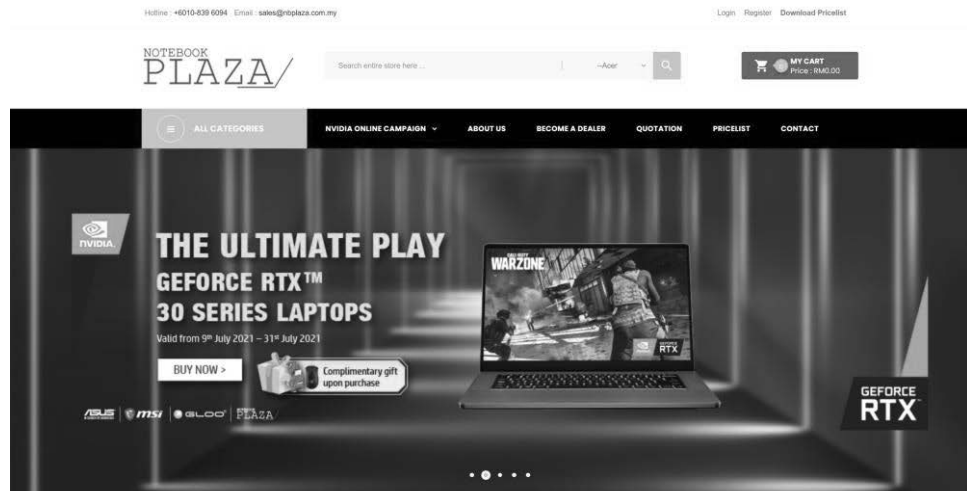 Hotline : +6010-839 6094 Email : sales@nbplaza.com.my
Login Register Download Pricelist
NOTEBOOK
PLAZA/
Search entire store here ...
--Acer
MY CART
Price : RM0.00
ALL CATEGORIES
NVIDIA ONLINE CAMPAIGN
ABOUT US
BECOME A DEALER
QUOTATION
PRICELIST
CONTACT
NVIDIA.
THE ULTIMATE PLAY
GEFORCE RTX™
30 SERIES LAPTOPS
Valid from 9th July 2021 – 31st July 2021
BUY NOW >
Complimentary gift
upon purchase
WARZONE
GEFORCE
RTX
ASUS
msi
GLOO
PLAZA
GEFORCE
RTX